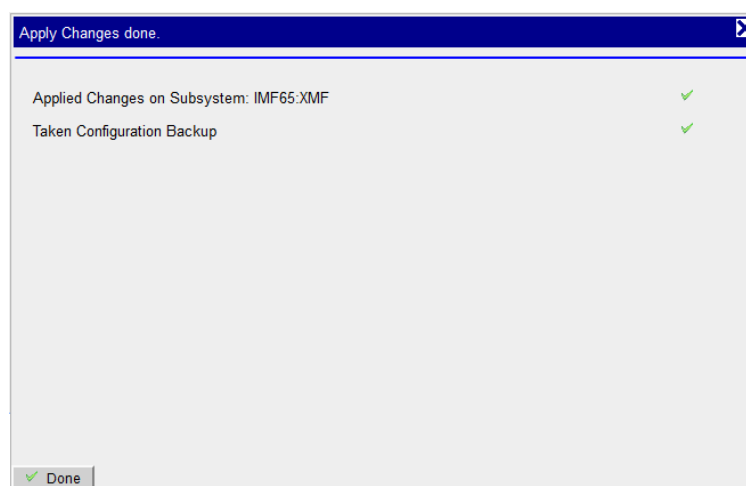 Apply Changes done.
Applied Changes on Subsystem: IMF65:XMF
Taken Configuration Backup
Done